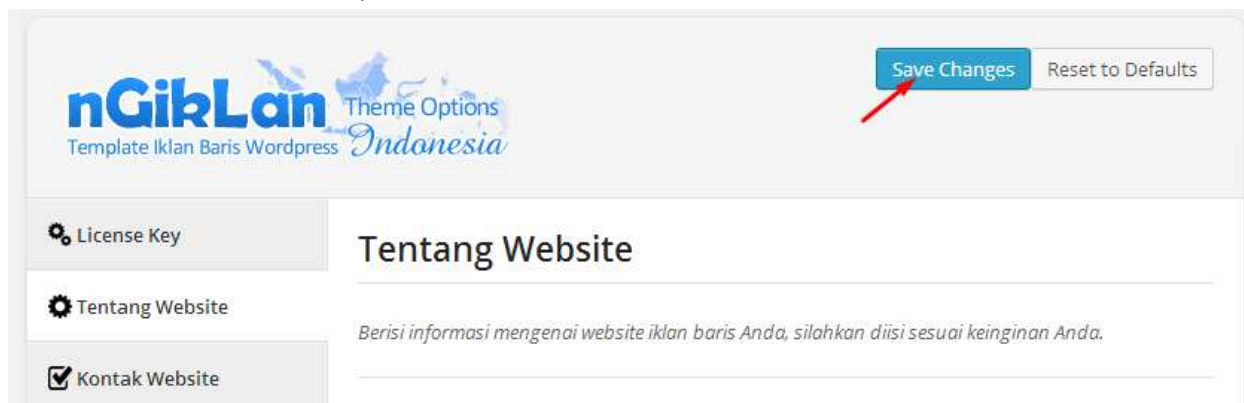 Save Changes
Reset to Defaults
nGikLan
Theme Options
Template Iklan Baris Wordpress
Indonesia
License Key
Tentang Website
Tentang Website
Berisi informasi mengenai website iklan baris Anda, silahkan diisi sesuai keinginan Anda.
Kontak Website